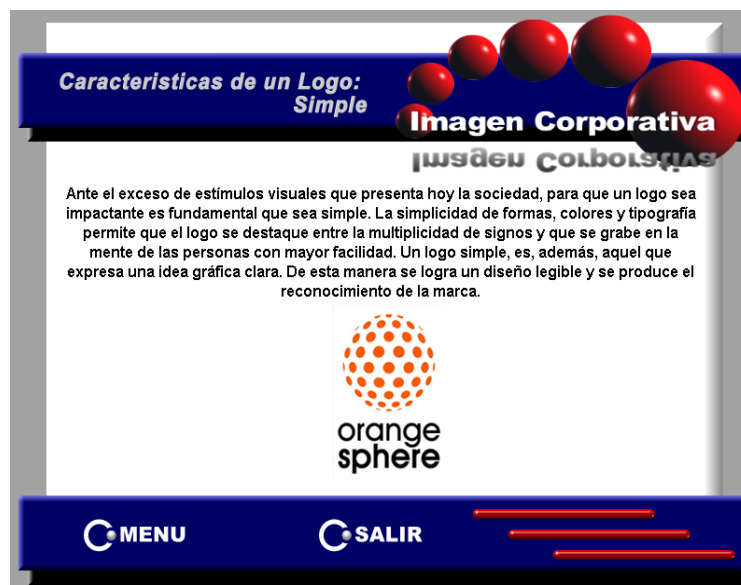 Caracteristicas de un Logo:
Simple
Imagen Corporativa
Imagen Corporativa
Ante el exceso de estímulos visuales que presenta hoy la sociedad, para que un logo sea
impactante es fundamental que sea simple. La simplicidad de formas, colores y tipografía
permite que el logo se destaque entre la multiplicidad de signos y que se grabe en la
mente de las personas con mayor facilidad. Un logo simple, es, además, aquel que
expresa una idea gráfica clara. De esta manera se logra un diseño legible y se produce el
reconocimiento de la marca.
orange
sphere
MENU
SALIR